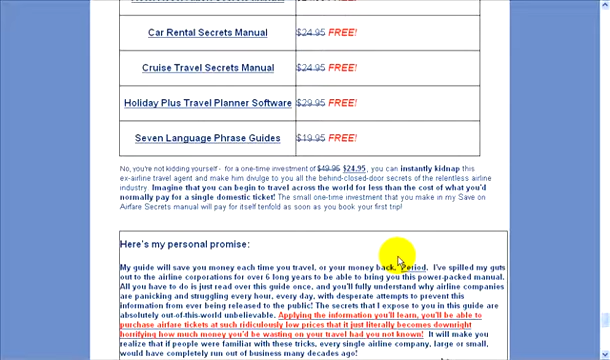 Car Rental Secrets Manual $24.95 FREE!
Cruise Travel Secrets Manual $24.95 FREE!
Holiday Plus Travel Planner Software $29.95 FREE!
Seven Language Phrase Guides $19.95 FREE!
No, you're not kidding yourself - for a one-time investment of $49.95 $24.95, you can instantly kidnap this
ex-airline travel agent and make him divulge to you all the behind-closed-door secrets of the relentless airline
industry. Imagine that you can begin to travel across the world for less than the cost of what you'd
normally pay for a single domestic ticket! The small one-time investment that you make in my Save on
Airfare Secrets manual will pay for itself tenfold as soon as you book your first trip!
Here's my personal promise:
My guide will save you money each time you travel, or your money back. Period. I've spilled my guts
out to the airline corporations for over 6 long years to be able to bring you this power-packed manual.
All you have to do is just read over this guide once, and you'll fully understand why airline companies
are panicking and struggling every hour, every day, with desperate attempts to prevent this
information from ever being released to the public! The secrets that I expose to you in this guide are
absolutely out-of-this-world unbelievable. Applying the information you'll learn, you'll be able to
purchase airfare tickets at such ridiculously low prices that it just literally becomes downright
horrifying how much money you'd be wasting on your travel had you not known! It will make you
realize that if people were familiar with these tricks, every single airline company, large or small,
would have completely run out of business many decades ago!